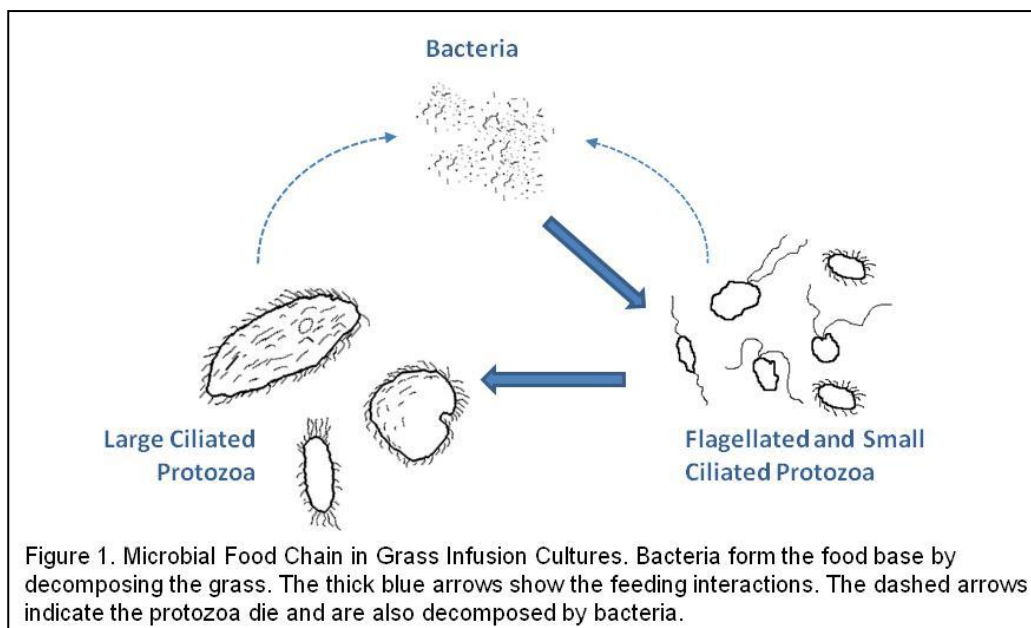 Bacteria
Large Ciliated
Protozoa
Flagellated and Small
Ciliated Protozoa
Figure 1. Microbial Food Chain in Grass Infusion Cultures. Bacteria form the food base by
decomposing the grass. The thick blue arrows show the feeding interactions. The dashed arrows
indicate the protozoa die and are also decomposed by bacteria.